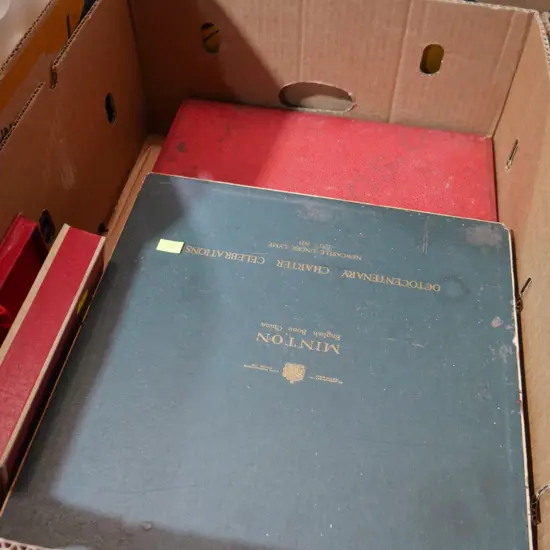 OCTOCENTENARY CHARTER CELEBRATIONS
NEWCASTLE UNDER LYME
MINTON
English Bone China